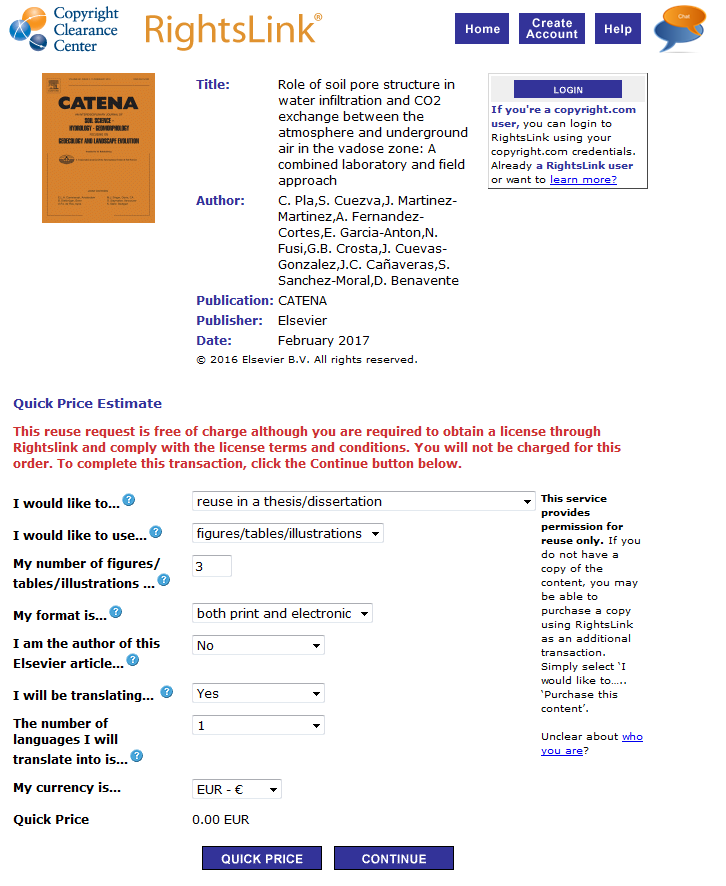 Copyright
Clearance
Center
RightsLink®
Home
Create
Account
Help
Chat
CATENA
SOIL SCIENCE -
HYDROLOGY - GEOMORPHOLOGY
GEOECOLOGY AND LANDSCAPE EVOLUTION
Title: Role of soil pore structure in
water infiltration and CO2
exchange between the
atmosphere and underground
air in the vadose zone: A
combined laboratory and field
approach
Author: C. Pla,S. Cuezva,J. Martinez-
Martinez,A. Fernandez-
Cortes,E. Garcia-Anton,N.
Fusi,G.B. Crosta,J. Cuevas-
Gonzalez,J.C. Cañaveras,S.
Sanchez-Moral,D. Benavente
Publication: CATENA
Publisher: Elsevier
Date: February 2017
© 2016 Elsevier B.V. All rights reserved.
LOGIN
If you're a copyright.com
user, you can login to
RightsLink using your
copyright.com credentials.
Already a RightsLink user
or want to learn more?
Quick Price Estimate
This reuse request is free of charge although you are required to obtain a license through
Rightslink and comply with the license terms and conditions. You will not be charged for this
order. To complete this transaction, click the Continue button below.
I would like to... ? reuse in a thesis/dissertation
I would like to use... ? figures/tables/illustrations
My number of figures/
tables/illustrations ... ? 3
My format is... ? both print and electronic
I am the author of this
Elsevier article... ? No
I will be translating... ? Yes
The number of
languages I will
translate into is... ? 1
My currency is... EUR - €
Quick Price 0.00 EUR
This service
provides
permission for
reuse only. If you
do not have a
copy of the
content, you may
be able to
purchase a copy
using RightsLink
as an additional
transaction.
Simply select 'I
would like to.....
'Purchase this
content'.
Unclear about who
you are?
QUICK PRICE
CONTINUE